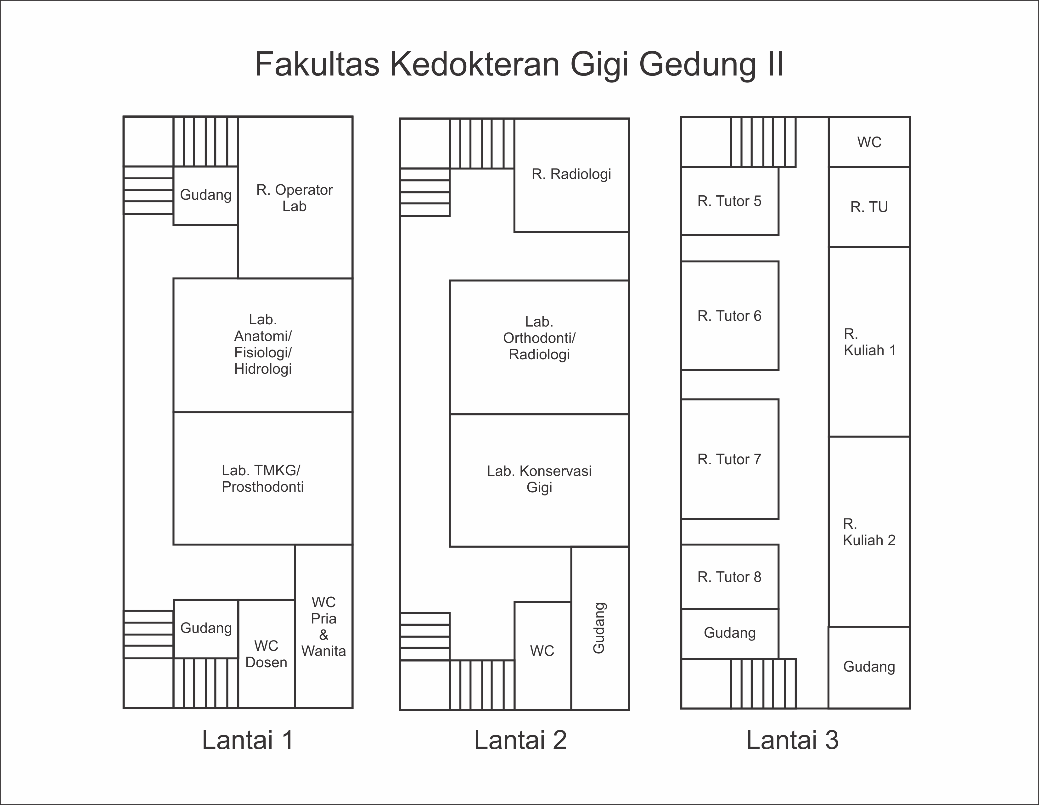 Fakultas Kedokteran Gigi Gedung II
Gudang
R. Operator
Lab
Lab.
Anatomi/
Fisiologi/
Hidrologi
Lab. TMKG/
Prosthodonti
Gudang
WC
Dosen
WC
Pria
&
Wanita
Lantai 1
R. Radiologi
Lab.
Orthodonti/
Radiologi
Lab. Konservasi
Gigi
WC
Gudang
Lantai 2
WC
R. Tutor 5
R. TU
R. Tutor 6
R.
Kuliah 1
R. Tutor 7
R.
Kuliah 2
R. Tutor 8
Gudang
Gudang
Lantai 3